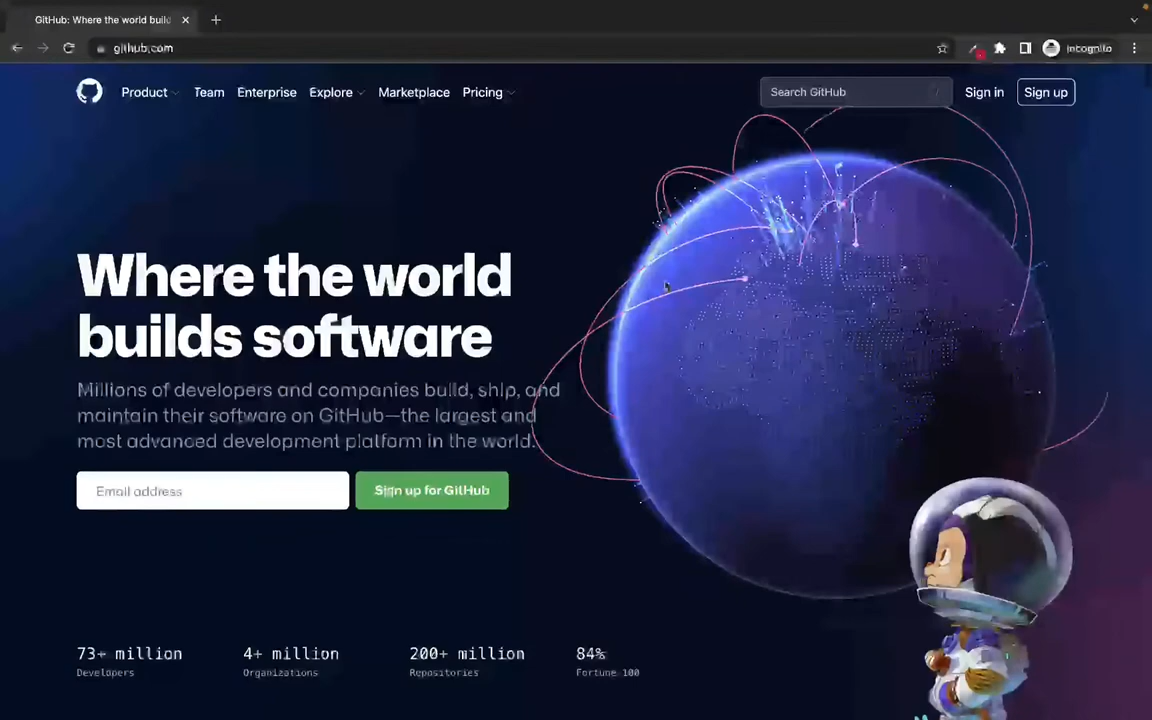 GitHub: Where the world build
github.com
Incognito
Product
Team
Enterprise
Explore
Marketplace
Pricing
Search GitHub
/
Sign in
Sign up
Where the world
builds software
Millions of developers and companies build, ship, and
maintain their software on GitHub—the largest and
most advanced development platform in the world.
Email address
Sign up for GitHub
73+ million
4+ million
200+ million
84%
Developers
Organizations
Repositories
Fortune 100